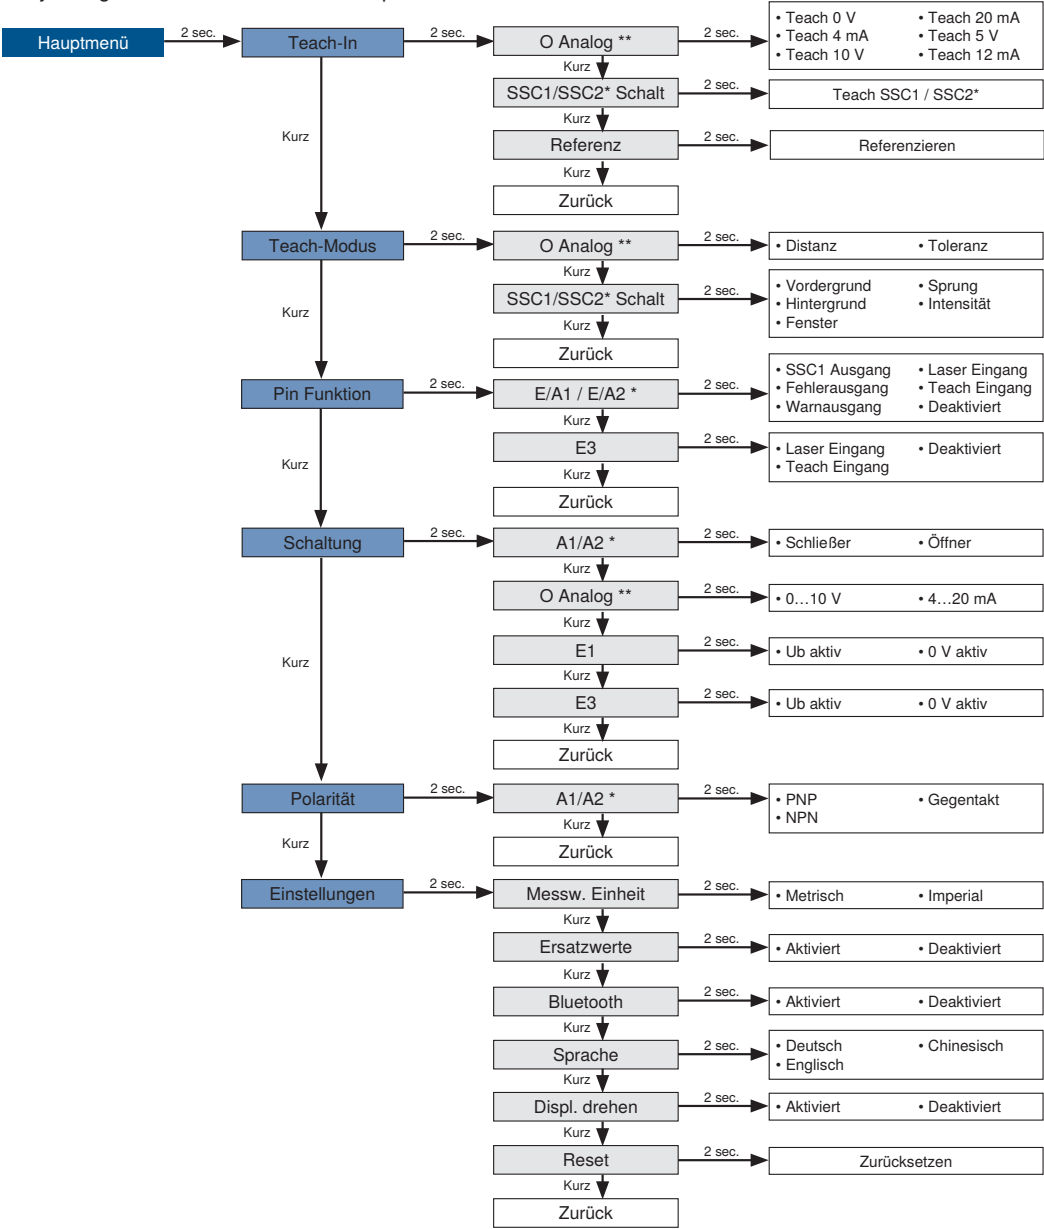 Hauptmenü
2 sec.
Teach-In
2 sec.
O Analog **
2 sec.
• Teach 0 V • Teach 20 mA
• Teach 4 mA • Teach 5 V
• Teach 10 V • Teach 12 mA
Kurz
SSC1/SSC2* Schalt
2 sec.
Teach SSC1 / SSC2*
Kurz
Referenz
2 sec.
Referenzieren
Kurz
Zurück
Kurz
Teach-Modus
2 sec.
O Analog **
2 sec.
• Distanz • Toleranz
Kurz
SSC1/SSC2* Schalt
2 sec.
• Vordergrund • Sprung
• Hintergrund • Intensität
• Fenster
Kurz
Zurück
Kurz
Pin Funktion
2 sec.
E/A1 / E/A2 *
2 sec.
• SSC1 Ausgang • Laser Eingang
• Fehlerausgang • Teach Eingang
• Warnausgang • Deaktiviert
Kurz
E3
2 sec.
• Laser Eingang • Deaktiviert
• Teach Eingang
Kurz
Zurück
Kurz
Schaltung
2 sec.
A1/A2 *
2 sec.
• Schließer • Öffner
Kurz
O Analog **
2 sec.
• 0…10 V • 4…20 mA
Kurz
E1
2 sec.
• Ub aktiv • 0 V aktiv
Kurz
E3
2 sec.
• Ub aktiv • 0 V aktiv
Kurz
Zurück
Kurz
Polarität
2 sec.
A1/A2 *
2 sec.
• PNP • Gegentakt
• NPN
Kurz
Zurück
Kurz
Einstellungen
2 sec.
Messw. Einheit
2 sec.
• Metrisch • Imperial
Kurz
Ersatzwerte
2 sec.
• Aktiviert • Deaktiviert
Kurz
Bluetooth
2 sec.
• Aktiviert • Deaktiviert
Kurz
Sprache
2 sec.
• Deutsch • Chinesisch
• Englisch
Kurz
Displ. drehen
2 sec.
• Aktiviert • Deaktiviert
Kurz
Reset
2 sec.
Zurücksetzen
Kurz
Zurück